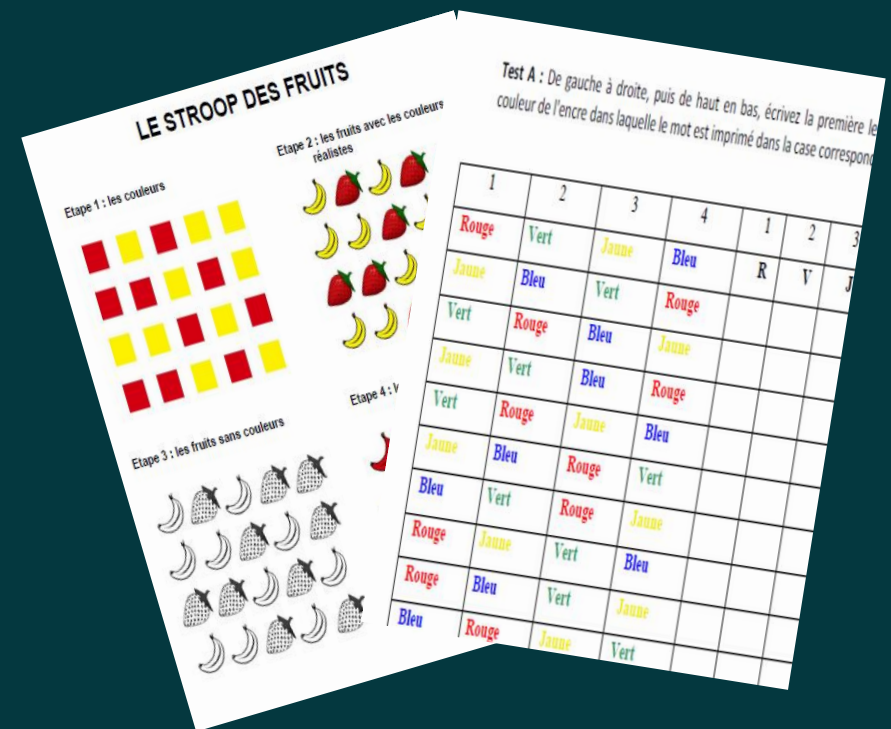 LE STROOP DES FRUITS
Etape 1 : les couleurs
Etape 2 : les fruits avec les couleurs
réalistes
Etape 3 : les fruits sans couleurs
Etape 4 :
Test A : De gauche à droite, puis de haut en bas, écrivez la première le
couleur de l'encre dans laquelle le mot est imprimé dans la case correspond
1 2 3 4 1 2 3
Rouge Vert Jaune Bleu R V J
Jaune Bleu Vert Rouge
Vert Rouge Bleu Jaune
Jaune Vert Bleu Rouge
Vert Rouge Jaune Bleu
Jaune Bleu Rouge Vert
Bleu Vert Rouge Jaune
Rouge Jaune Vert Bleu
Rouge Bleu Vert Jaune
Bleu Rouge Jaune Vert